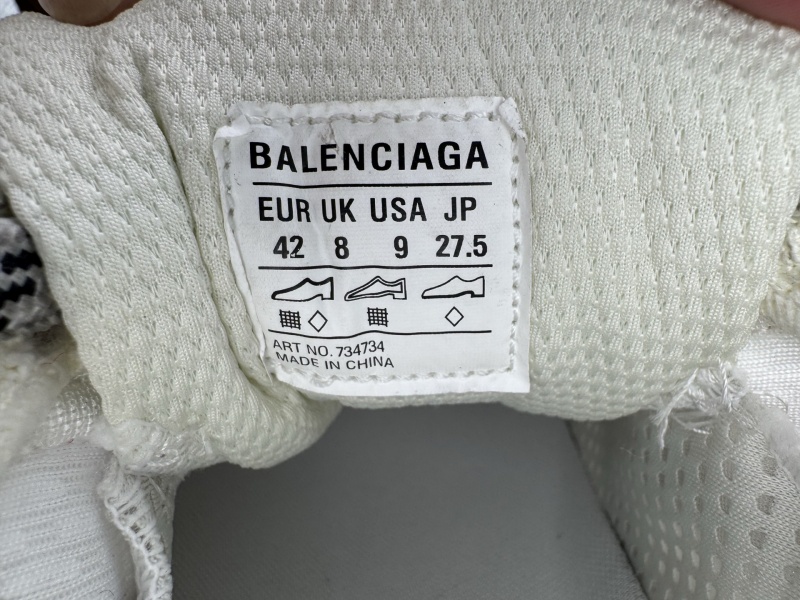 BALENCIAGA
EUR UK USA JP
42 8 9 27.5
ART NO. 734734
MADE IN CHINA